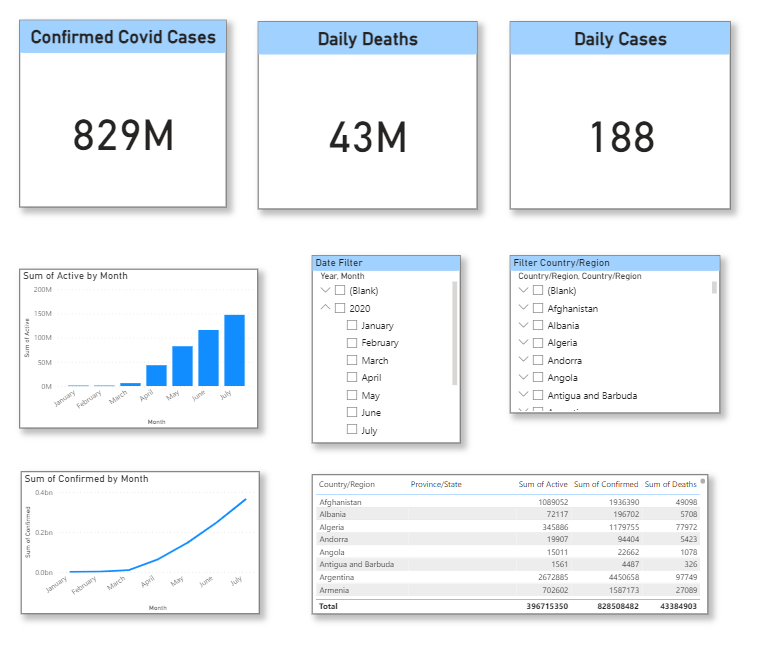 Confirmed Covid Cases
829M
Daily Deaths
43M
Daily Cases
188
Sum of Active by Month
200M
150M
100M
50M
0M
Sum of Active
January
February
March
April
May
June
July
Month
Date Filter
Year, Month
(Blank)
2020
January
February
March
April
May
June
July
Filter Country/Region
Country/Region, Country/Region
(Blank)
Afghanistan
Albania
Algeria
Andorra
Angola
Antigua and Barbuda
Sum of Confirmed by Month
0.4bn
0.2bn
0.0bn
Sum of Confirmed
January
February
March
April
May
June
July
Month
Country/Region Province/State Sum of Active Sum of Confirmed Sum of Deaths
Afghanistan 1089052 1936390 49098
Albania 72117 196702 5708
Algeria 345886 1179755 77972
Andorra 19907 94404 5423
Angola 15011 22662 1078
Antigua and Barbuda 1561 4487 326
Argentina 2672885 4450658 97749
Armenia 702602 1587173 27089
Total 396715350 828508482 43384903